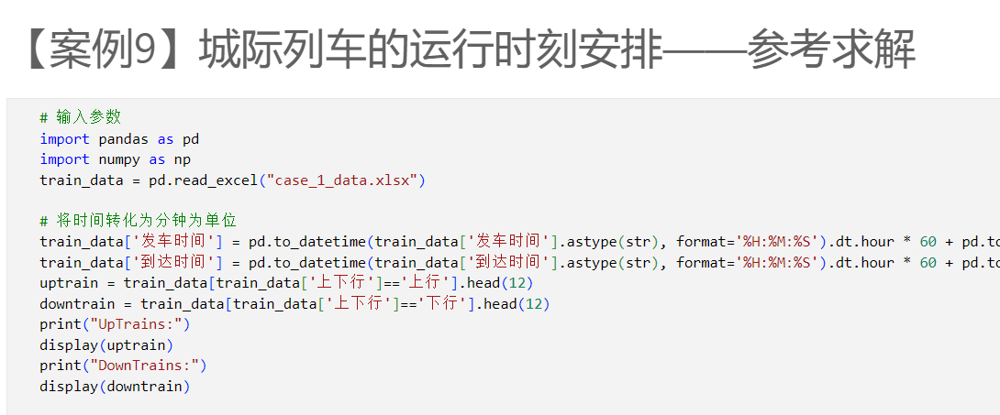 【案例9】城际列车的运行时刻安排——参考求解
# 输入参数
import pandas as pd
import numpy as np
train_data = pd.read_excel("case_1_data.xlsx")
# 将时间转化为分钟为单位
train_data['发车时间'] = pd.to_datetime(train_data['发车时间'].astype(str), format='%H:%M:%S').dt.hour * 60 + pd.to
train_data['到达时间'] = pd.to_datetime(train_data['到达时间'].astype(str), format='%H:%M:%S').dt.hour * 60 + pd.to
uptrain = train_data[train_data['上下行']=='上行'].head(12)
downtrain = train_data[train_data['上下行']=='下行'].head(12)
print("UpTrains:")
display(uptrain)
print("DownTrains:")
display(downtrain)